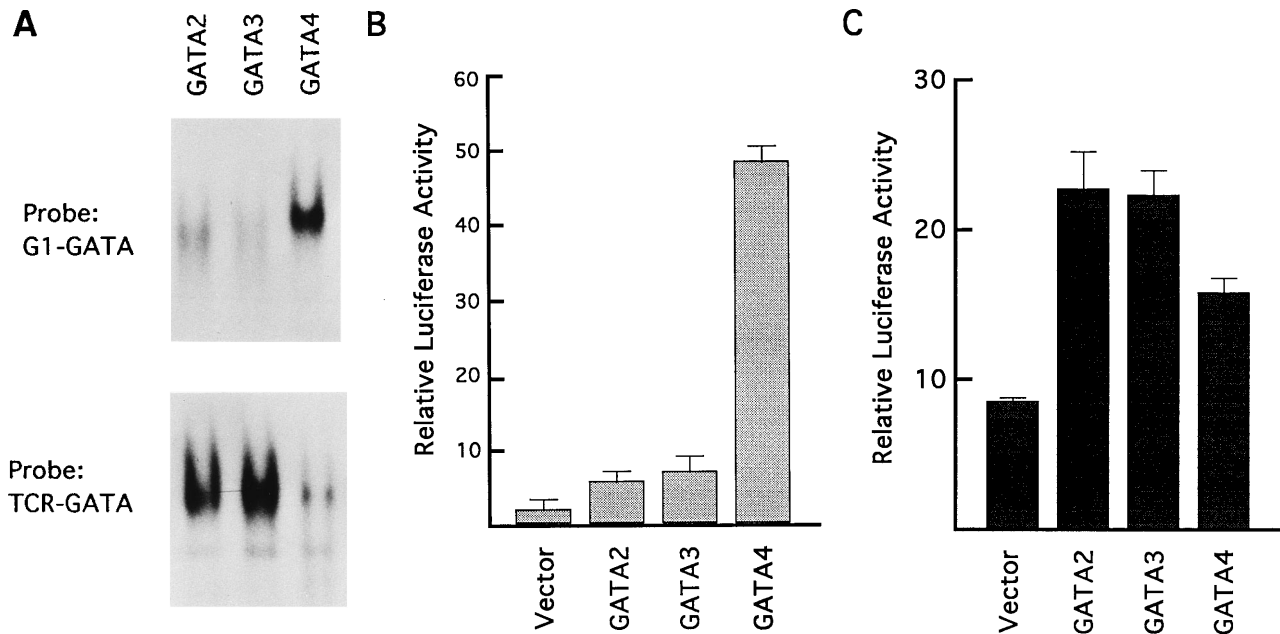 A
GATA2
GATA3
GATA4
Probe:
G1-GATA
Probe:
TCR-GATA
B
Relative Luciferase Activity
60
50
40
30
20
10
Vector
GATA2
GATA3
GATA4
C
Relative Luciferase Activity
30
20
10
Vector
GATA2
GATA3
GATA4